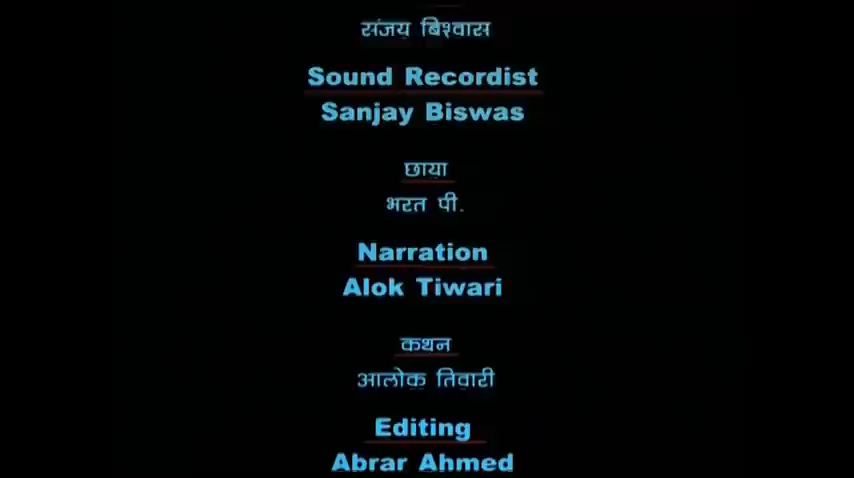 संजय बिश्वास
Sound Recordist
Sanjay Biswas
छाया
भरत पी.
Narration
Alok Tiwari
कथन
आलोक तिवारी
Editing
Abrar Ahmed